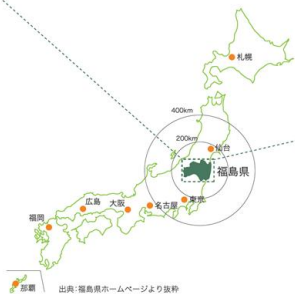 札幌
400km
200km
仙台
福島県
東京
名古屋
大阪
広島
福岡
那覇
出典：福島県ホームページより抜粋